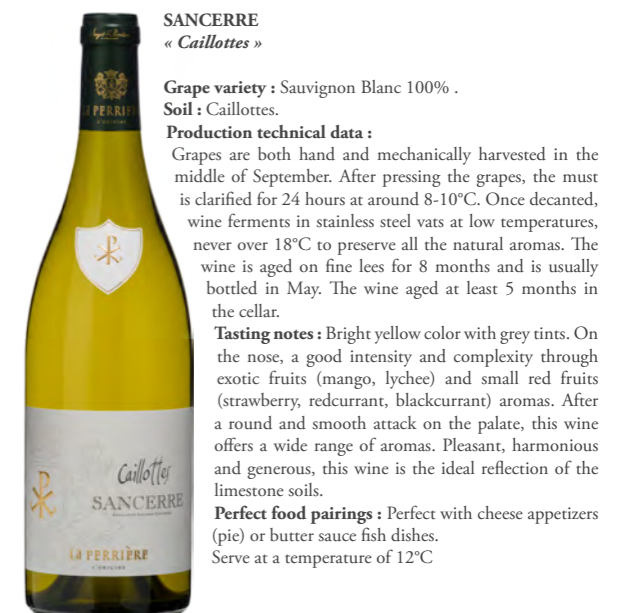 SANCERRE
« Caillottes »
Grape variety : Sauvignon Blanc 100% .
Soil : Caillottes.
Production technical data :
Grapes are both hand and mechanically harvested in the
middle of September. After pressing the grapes, the must
is clarified for 24 hours at around 8-10°C. Once decanted,
wine ferments in stainless steel vats at low temperatures,
never over 18°C to preserve all the natural aromas. The
wine is aged on fine lees for 8 months and is usually
bottled in May. The wine aged at least 5 months in
the cellar.
Tasting notes : Bright yellow color with grey tints. On
the nose, a good intensity and complexity through
exotic fruits (mango, lychee) and small red fruits
(strawberry, redcurrant, blackcurrant) aromas. After
a round and smooth attack on the palate, this wine
offers a wide range of aromas. Pleasant, harmonious
and generous, this wine is the ideal reflection of the
limestone soils.
Perfect food pairings : Perfect with cheese appetizers
(pie) or butter sauce fish dishes.
Serve at a temperature of 12°C
La PERRIÈRE
Caillottes
SANCERRE
La PERRIÈRE